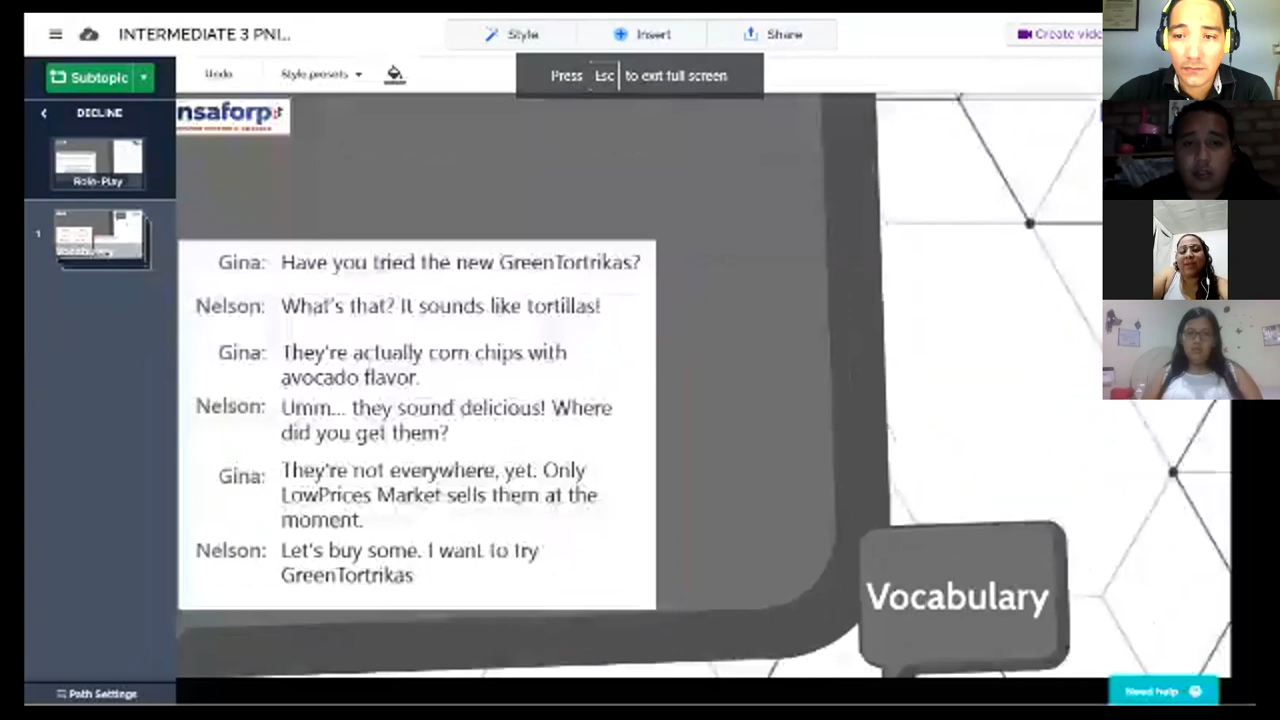 INTERMEDIATE 3 PNI...
Style
Insert
Share
Create vide
Subtopic
Undo
Style presets
Press Esc to exit full screen
DECLINE
nsaforp
Role-Play
1
Vocabulary
Gina: Have you tried the new GreenTortrikas?
Nelson: What's that? It sounds like tortillas!
Gina: They're actually corn chips with
avocado flavor.
Nelson: Umm... they sound delicious! Where
did you get them?
Gina: They're not everywhere, yet. Only
LowPrices Market sells them at the
moment.
Nelson: Let's buy some. I want to try
GreenTortrikas
Vocabulary
Path Settings
Need help